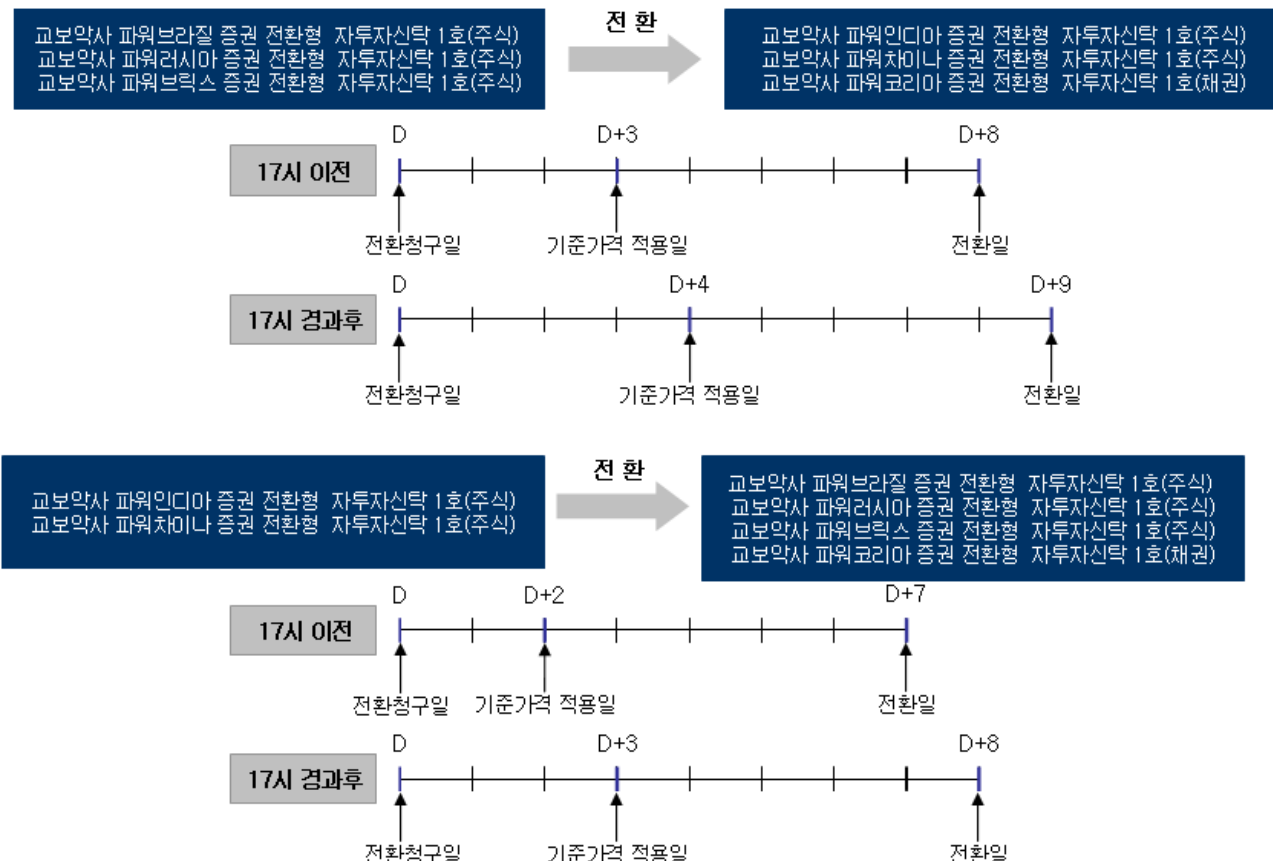 전 환
교보악사 파워브라질 증권 전환형 자투자신탁 1호(주식)
교보악사 파워러시아 증권 전환형 자투자신탁 1호(주식)
교보악사 파워브릭스 증권 전환형 자투자신탁 1호(주식)
교보악사 파워인디아 증권 전환형 자투자신탁 1호(주식)
교보악사 파워차이나 증권 전환형 자투자신탁 1호(주식)
교보악사 파워코리아 증권 전환형 자투자신탁 1호(채권)
D D+3 D+8
17시 이전
전환청구일 기준가격 적용일 전환일
D D+4 D+9
17시 경과후
전환청구일 기준가격 적용일 전환일
전 환
교보악사 파워인디아 증권 전환형 자투자신탁 1호(주식)
교보악사 파워차이나 증권 전환형 자투자신탁 1호(주식)
교보악사 파워브라질 증권 전환형 자투자신탁 1호(주식)
교보악사 파워러시아 증권 전환형 자투자신탁 1호(주식)
교보악사 파워브릭스 증권 전환형 자투자신탁 1호(주식)
교보악사 파워코리아 증권 전환형 자투자신탁 1호(채권)
D D+2 D+7
17시 이전
전환청구일 기준가격 적용일 전환일
D D+3 D+8
17시 경과후
전환청구일 기준가격 적용일 전환일